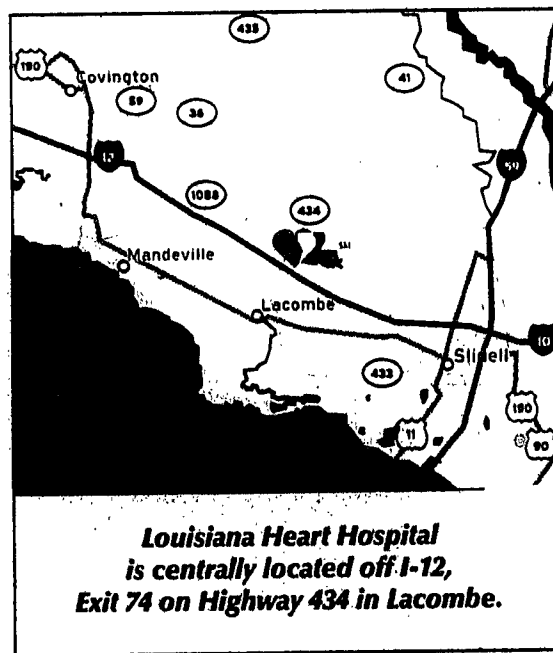 435
190
Covington
41
59
36
12
59
1088
434
Mandeville
Lacombe
10
Slidell
433
190
11
90
Louisiana Heart Hospital
is centrally located off I-12,
Exit 74 on Highway 434 in Lacombe.